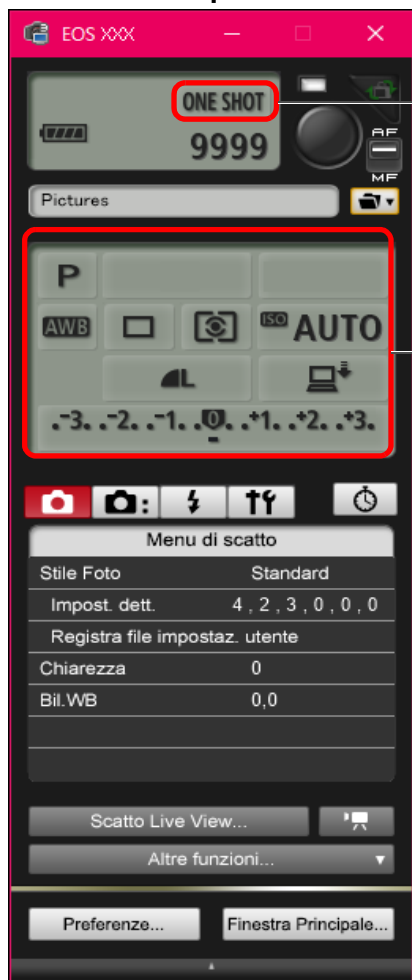 EOS XXX
ONE SHOT
9999
AF
MF
Pictures
P
AWB ISO AUTO
L
.-3. .-2. .-1. .0. .+1. .+2. .+3.
Menu di scatto
Stile Foto Standard
Impost. dett. 4 , 2 , 3 , 0 , 0 , 0
Registra file impostaz. utente
Chiarezza 0
Bil.WB 0,0
Scatto Live View...
Altre funzioni...
Preferenze... Finestra Principale...